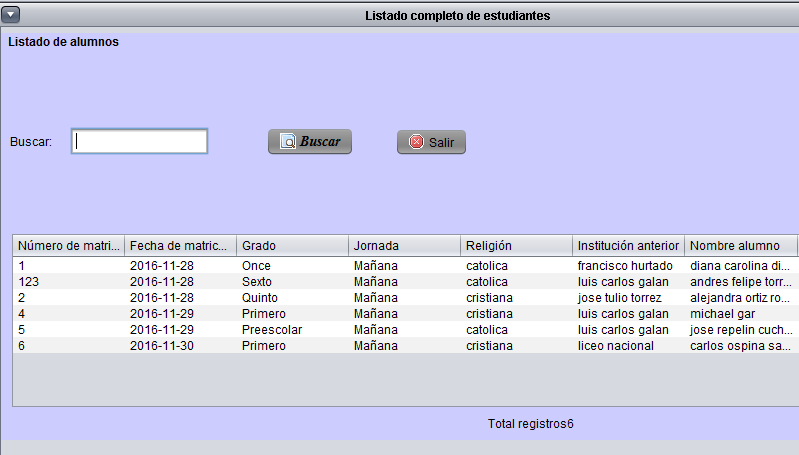 Listado completo de estudiantes
Listado de alumnos
Buscar: Buscar Salir
Número de matri... Fecha de matric... Grado Jornada Religión Institución anterior Nombre alumno
1 2016-11-28 Once Mañana catolica francisco hurtado diana carolina di...
123 2016-11-28 Sexto Mañana catolica luis carlos galan andres felipe torr...
2 2016-11-28 Quinto Mañana cristiana jose tulio torrez alejandra ortiz ro...
4 2016-11-29 Primero Mañana cristiana luis carlos galan michael gar
5 2016-11-29 Preescolar Mañana catolica luis carlos galan jose repelin cuch...
6 2016-11-30 Primero Mañana cristiana liceo nacional carlos ospina sa...
Total registros6